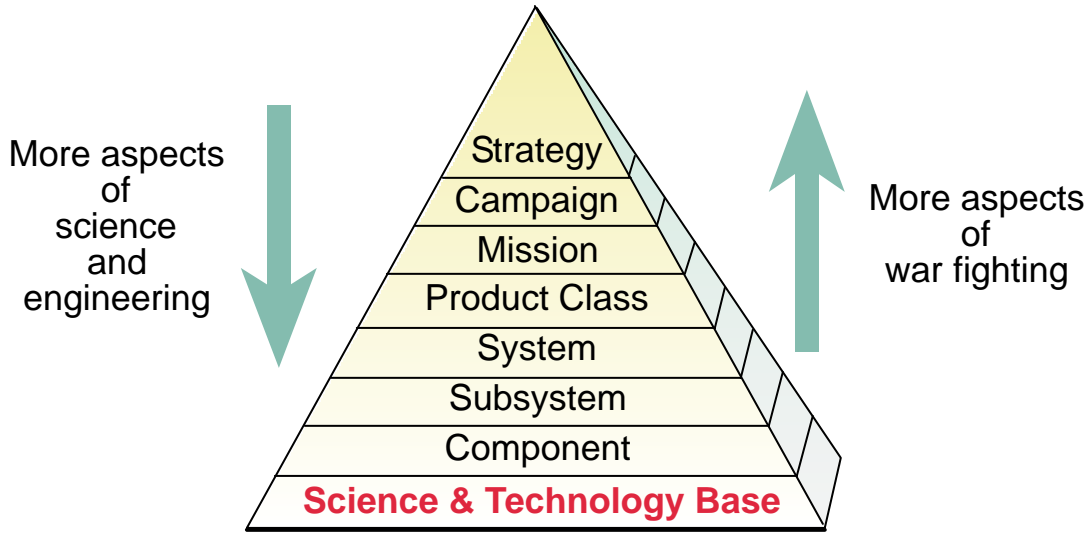 More aspects
of
science
and
engineering
Strategy
Campaign
Mission
Product Class
System
Subsystem
Component
Science & Technology Base
More aspects
of
war fighting